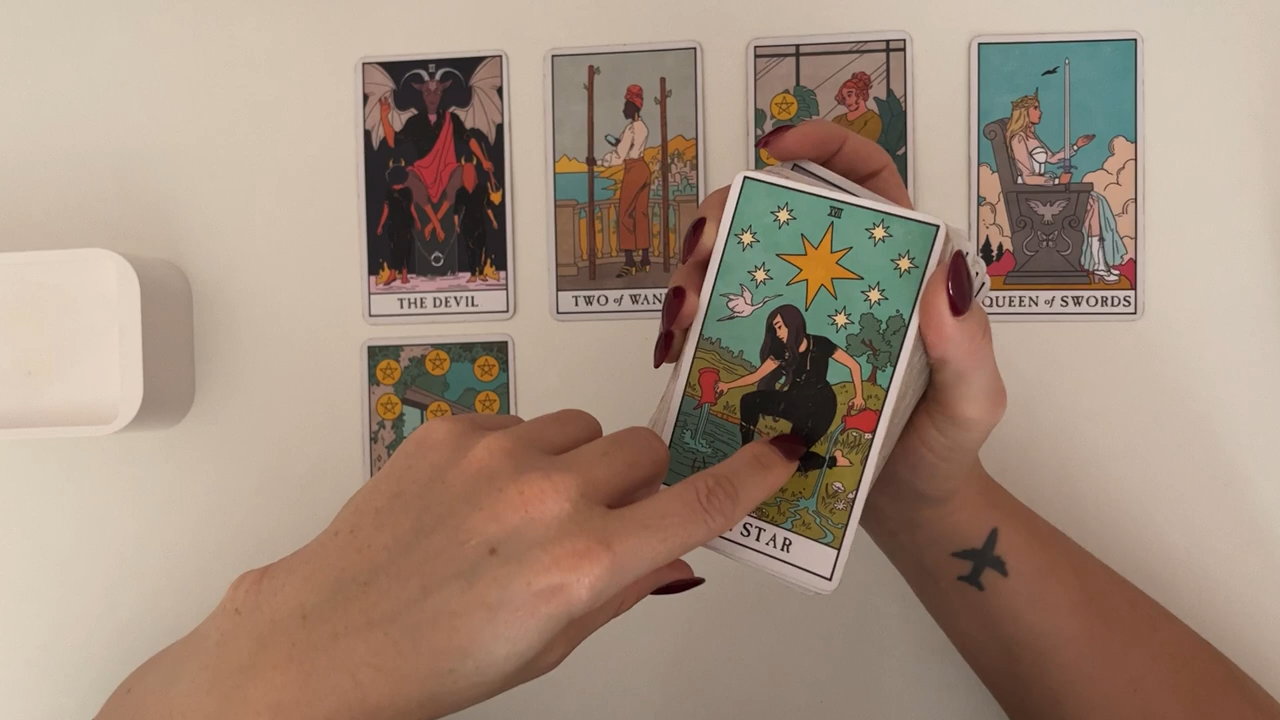 THE DEVIL
TWO of WAN
QUEEN of SWORDS
XVII
STAR